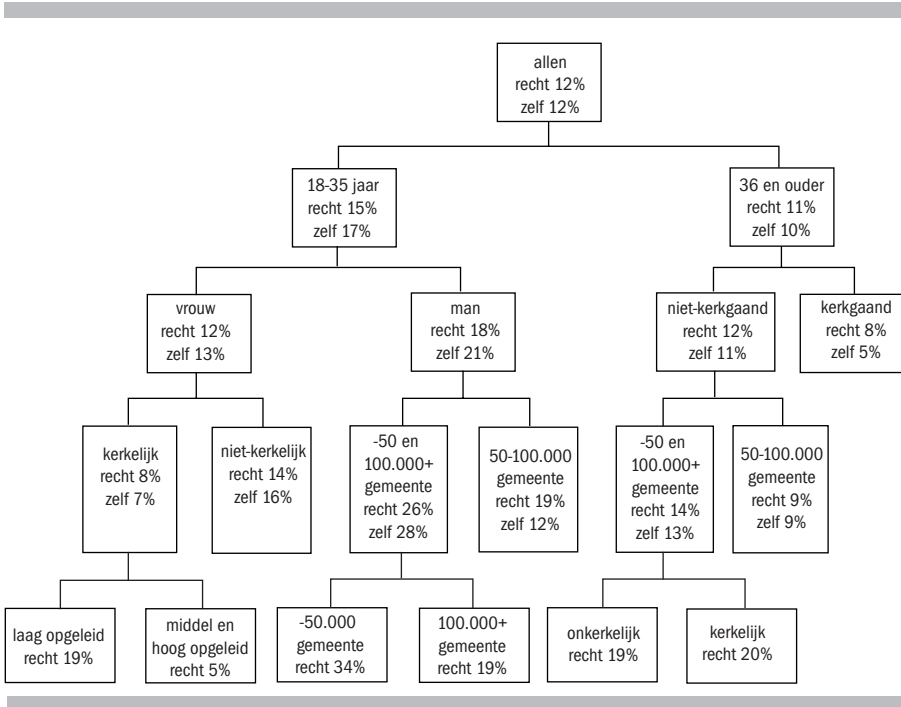 allen
recht 12%
zelf 12%
18-35 jaar
recht 15%
zelf 17%
36 en ouder
recht 11%
zelf 10%
vrouw
recht 12%
zelf 13%
man
recht 18%
zelf 21%
niet-kerkgaand
recht 12%
zelf 11%
kerkgaand
recht 8%
zelf 5%
kerkelijk
recht 8%
zelf 7%
niet-kerkelijk
recht 14%
zelf 16%
-50 en
100.000+
gemeente
recht 26%
zelf 28%
50-100.000
gemeente
recht 19%
zelf 12%
-50 en
100.000+
gemeente
recht 14%
zelf 13%
50-100.000
gemeente
recht 9%
zelf 9%
laag opgeleid
recht 19%
middel en
hoog opgeleid
recht 5%
-50.000
gemeente
recht 34%
100.000+
gemeente
recht 19%
onkerkelijk
recht 19%
kerkelijk
recht 20%